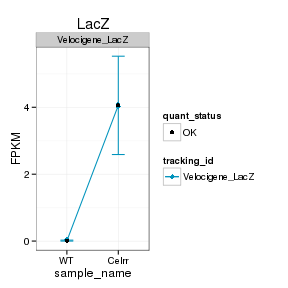 LacZ
Velocigene_LacZ
FPKM
4
2
0
WT Celrr
sample_name
quant_status
OK
tracking_id
Velocigene_LacZ